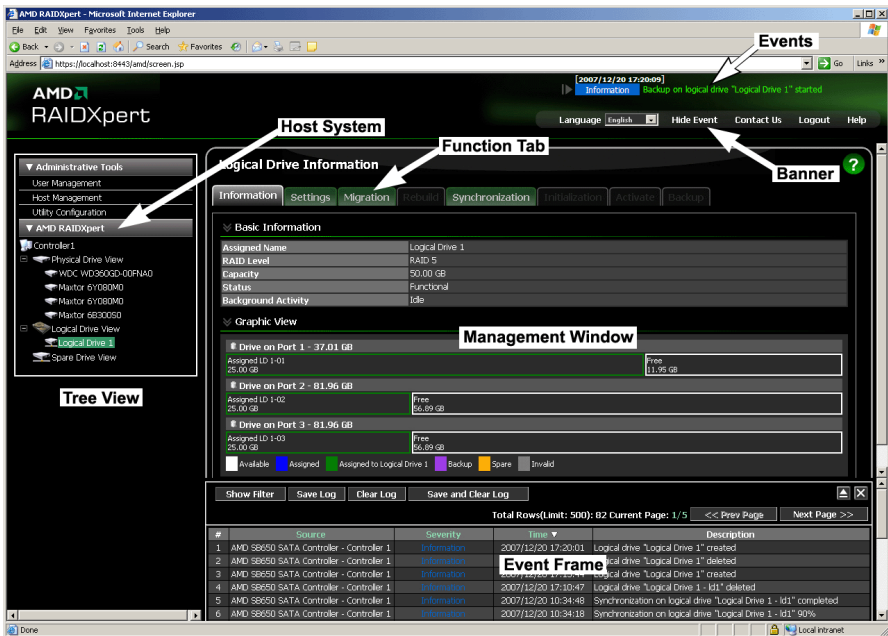 AMD RAIDXpert - Microsoft Internet Explorer
File Edit View Favorites Tools Help
Back Search Favorites
Address https://localhost:8443/amd/screen.jsp Go Links
Events
[2007/12/20 17:20:09]
Information Backup on logical drive "Logical Drive 1" started
AMD
RAIDXpert
Language English Hide Event Contact Us Logout Help
Host System
Function Tab
Banner
Administrative Tools
User Management
Host Management
Utility Configuration
AMD RAIDXpert
Controller1
Physical Drive View
WDC WD360GD-00FNA0
Maxtor 6Y080M0
Maxtor 6Y080M0
Maxtor 6B300S0
Logical Drive View
Logical Drive 1
Spare Drive View
Tree View
Logical Drive Information ?
Information Settings Migration Rebuild Synchronization Initialization Activate Backup
Basic Information
Assigned Name Logical Drive 1
RAID Level RAID 5
Capacity 50.00 GB
Status Functional
Background Activity Idle
Graphic View
Management Window
Drive on Port 1 - 37.01 GB
Assigned LD 1-01 Free
25.00 GB 11.95 GB
Drive on Port 2 - 81.96 GB
Assigned LD 1-02 Free
25.00 GB 56.89 GB
Drive on Port 3 - 81.96 GB
Assigned LD 1-03 Free
25.00 GB 56.89 GB
Available Assigned Assigned to Logical Drive 1 Backup Spare Invalid
Show Filter Save Log Clear Log Save and Clear Log
Total Rows(Limit: 500): 82 Current Page: 1/5 << Prev Page Next Page >>
# Source Severity Time ▼ Description
1 AMD SB650 SATA Controller - Controller 1 Information 2007/12/20 17:20:01 Logical drive "Logical Drive 1" created
2 AMD SB650 SATA Controller - Controller 1 Information Logical drive "Logical Drive 1" deleted
Event Frame
3 AMD SB650 SATA Controller - Controller 1 Information Logical drive "Logical Drive 1" created
4 AMD SB650 SATA Controller - Controller 1 Information 2007/12/20 17:10:47 Logical drive "Logical Drive 1 - ld1" deleted
5 AMD SB650 SATA Controller - Controller 1 Information 2007/12/20 10:34:48 Synchronization on logical drive "Logical Drive 1 - ld1" completed
6 AMD SB650 SATA Controller - Controller 1 Information 2007/12/20 10:34:18 Synchronization on logical drive "Logical Drive 1 - ld1" 90%
Done Local intranet